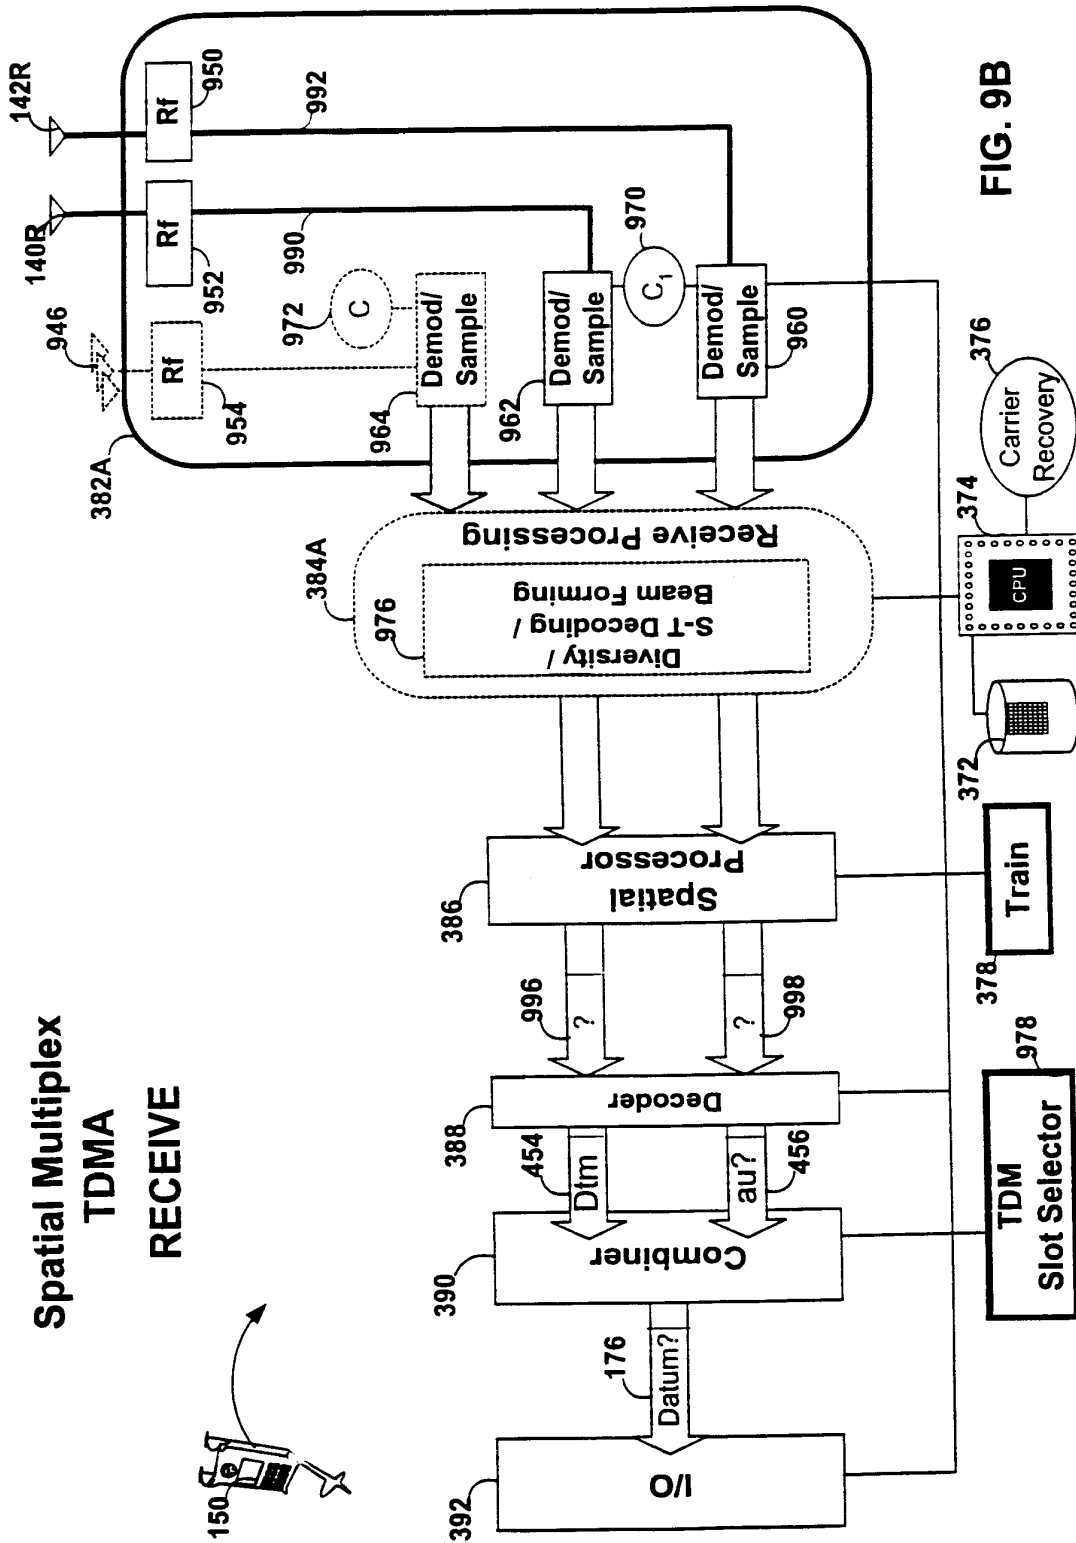 Spatial Multiplex
TDMA
RECEIVE
150
142R
140R
946
382A
Rf
950
Rf
952
Rf
954
992
990
C
972
970
C1
Demod/
Sample
964
Demod/
Sample
962
Demod/
Sample
960
384A
Receive Processing
976
Diversity /
S-T Decoding /
Beam Forming
386
Spatial
Processor
996
?
?
998
388
Decoder
454
Dtm
au?
456
390
Combiner
176
Datum?
392
I/O
376
Carrier
Recovery
374
CPU
372
378
Train
978
TDM
Slot Selector
FIG. 9B